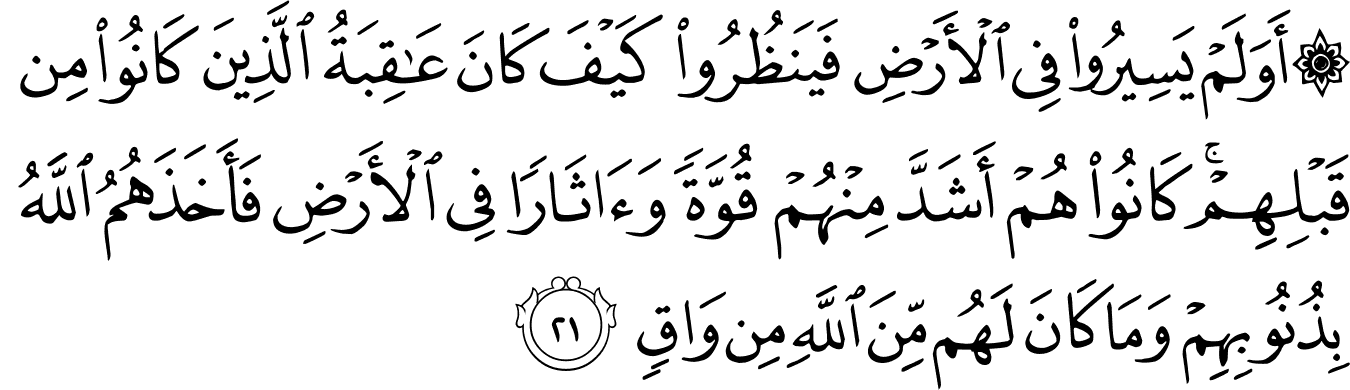 ۞ أَوَلَمْ يَسِيرُوا۟ فِى ٱلْأَرْضِ فَيَنظُرُوا۟ كَيْفَ كَانَ عَـٰقِبَةُ ٱلَّذِينَ كَانُوا۟ مِن
قَبْلِهِمْ ۚ كَانُوا۟ هُمْ أَشَدَّ مِنْهُمْ قُوَّةً وَءَاثَارًا فِى ٱلْأَرْضِ فَأَخَذَهُمُ ٱللَّهُ
بِذُنُوبِهِمْ وَمَا كَانَ لَهُم مِّنَ ٱللَّهِ مِن وَاقٍ ٢١